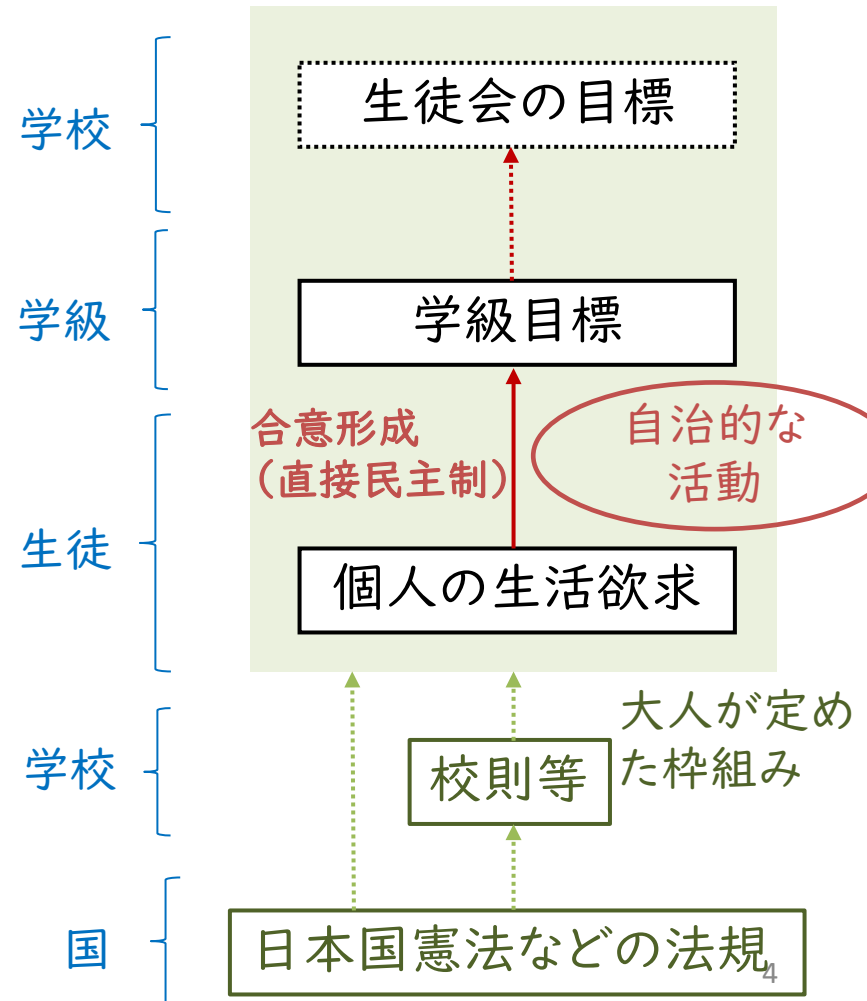 学校
生徒会の目標
学級
学級目標
合意形成
（直接民主制）
自治的な
活動
生徒
個人の生活欲求
学校
校則等
大人が定め
た枠組み
国
日本国憲法などの法規
4